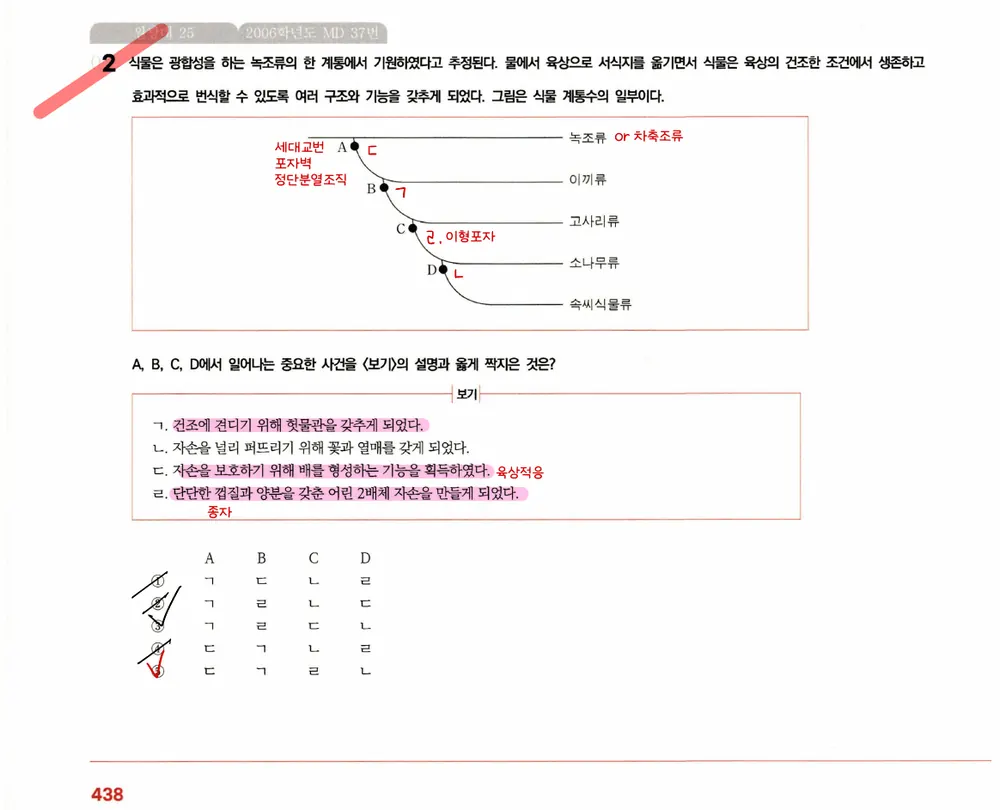 원안더 25 2006학년도 MD 37번
2 식물은 광합성을 하는 녹조류의 한 계통에서 기원하였다고 추정된다. 물에서 육상으로 서식지를 옮기면서 식물은 육상의 건조한 조건에서 생존하고
효과적으로 번식할 수 있도록 여러 구조와 기능을 갖추게 되었다. 그림은 식물 계통수의 일부이다.
녹조류 or 차축조류
세대교번 A ㄷ
포자벽
정단분열조직
이끼류
B ㄱ
고사리류
C ㄹ, 이형포자
소나무류
D ㄴ
속씨식물류
A, B, C, D에서 일어나는 중요한 사건을 <보기>의 설명과 옳게 짝지은 것은?
보기
ㄱ. 건조에 견디기 위해 헛물관을 갖추게 되었다.
ㄴ. 자손을 널리 퍼뜨리기 위해 꽃과 열매를 갖게 되었다.
ㄷ. 자손을 보호하기 위해 배를 형성하는 기능을 획득하였다. 육상적응
ㄹ. 단단한 껍질과 양분을 갖춘 어린 2배체 자손을 만들게 되었다.
종자
A B C D
① ㄱ ㄷ ㄴ ㄹ
② ㄱ ㄹ ㄴ ㄷ
③ ㄱ ㄹ ㄷ ㄴ
④ ㄷ ㄱ ㄴ ㄹ
⑤ ㄷ ㄱ ㄹ ㄴ
438